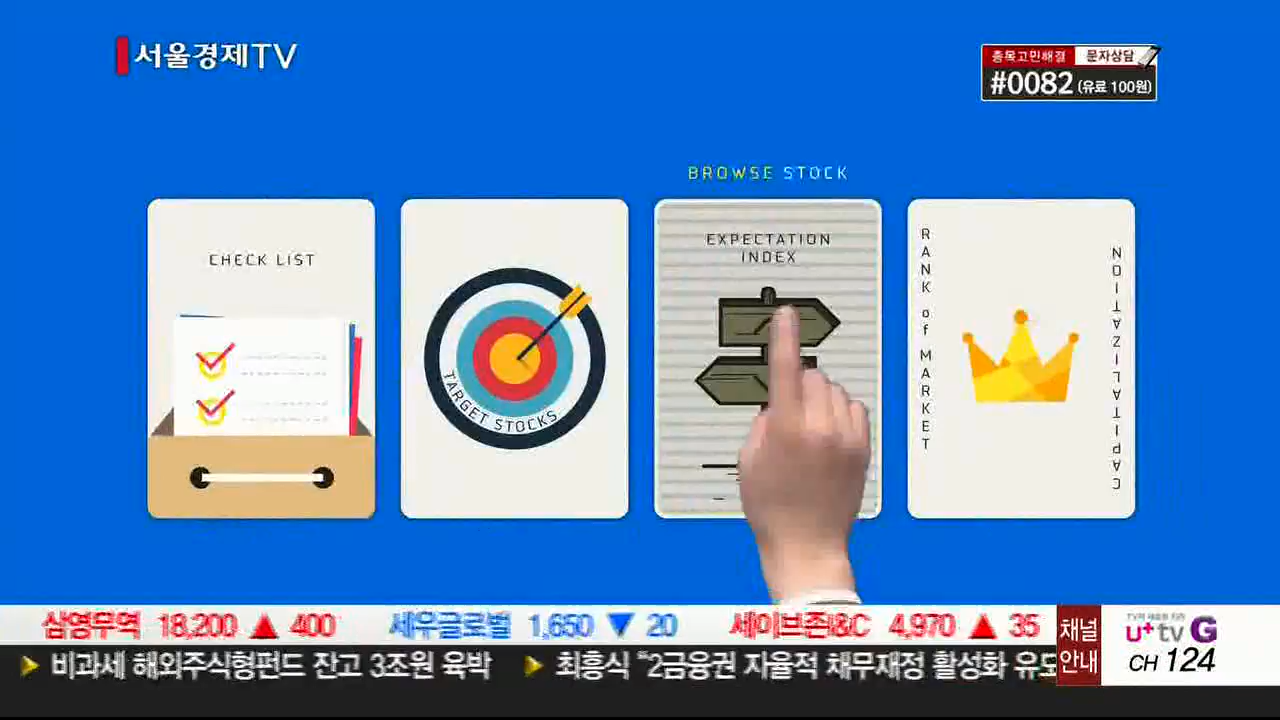 서울경제TV
종목고민해결 문자상담
#0082 (유료 100원)
BROWSE STOCK
CHECK LIST
TARGET STOCKS
EXPECTATION
INDEX
RANK of MARKET
CAPITALIZATION
삼영무역 18,200 ▲ 400 세우글로벌 1,650 ▼ 20 세이브존I&C 4,970 ▲ 35
비과세 해외주식형펀드 잔고 3조원 육박 최흥식 “2금융권 자율적 채무재정 활성화 유도
채널
안내
u+tv G
CH 124